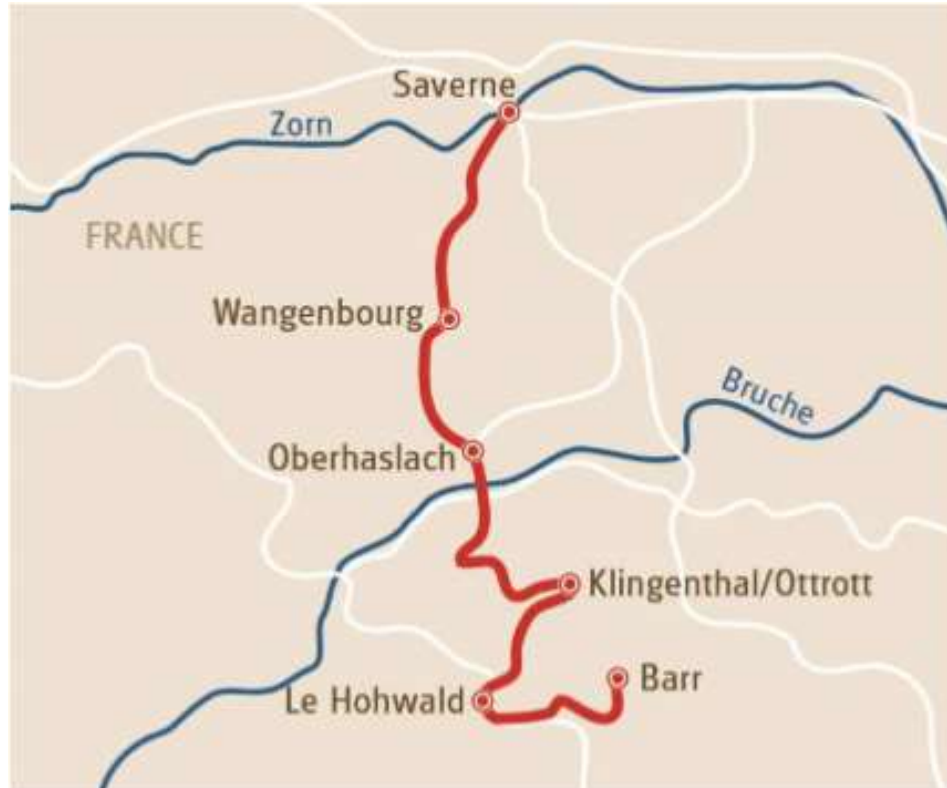 Saverne
Zorn
FRANCE
Wangenbourg
Bruche
Oberhaslach
Klingenthal/Ottrott
Barr
Le Hohwald